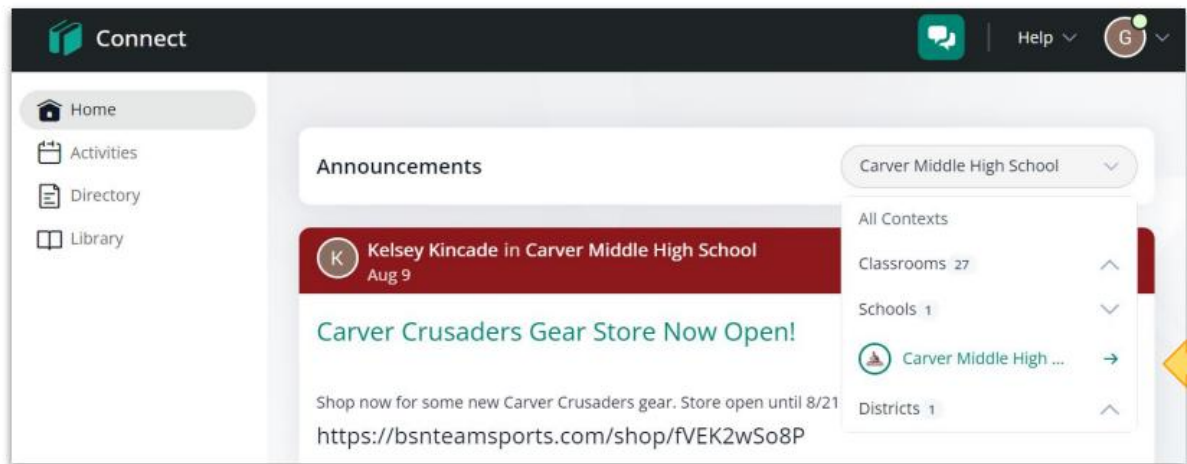 Connect
Help
G
Home
Activities
Directory
Library
Announcements
Carver Middle High School
All Contexts
Classrooms 27
Schools 1
Carver Middle High ...
Districts 1
K
Kelsey Kincade in Carver Middle High School
Aug 9
Carver Crusaders Gear Store Now Open!
Shop now for some new Carver Crusaders gear. Store open until 8/21
https://bsnteamsports.com/shop/fVEK2wSo8P